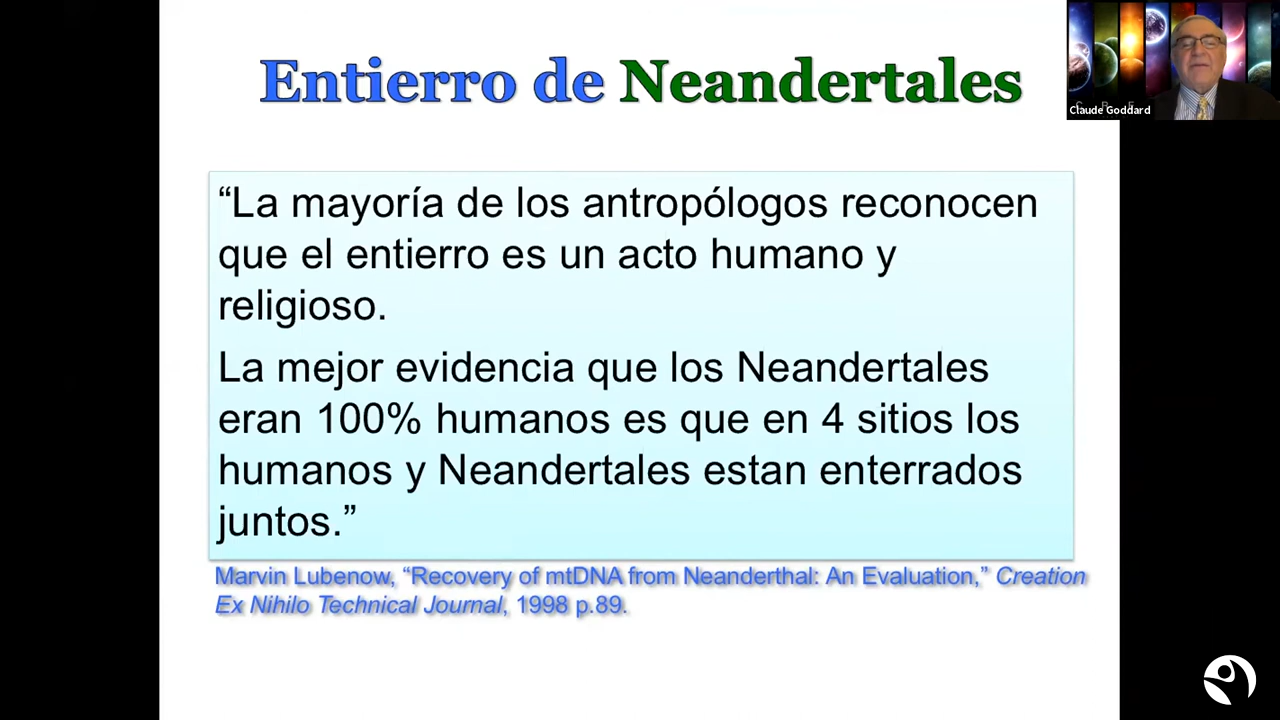 Entierro de Neandertales
Claude Goddard
“La mayoría de los antropólogos reconocen
que el entierro es un acto humano y
religioso.
La mejor evidencia que los Neandertales
eran 100% humanos es que en 4 sitios los
humanos y Neandertales estan enterrados
juntos.”
Marvin Lubenow, “Recovery of mtDNA from Neanderthal: An Evaluation,” Creation
Ex Nihilo Technical Journal, 1998 p.89.